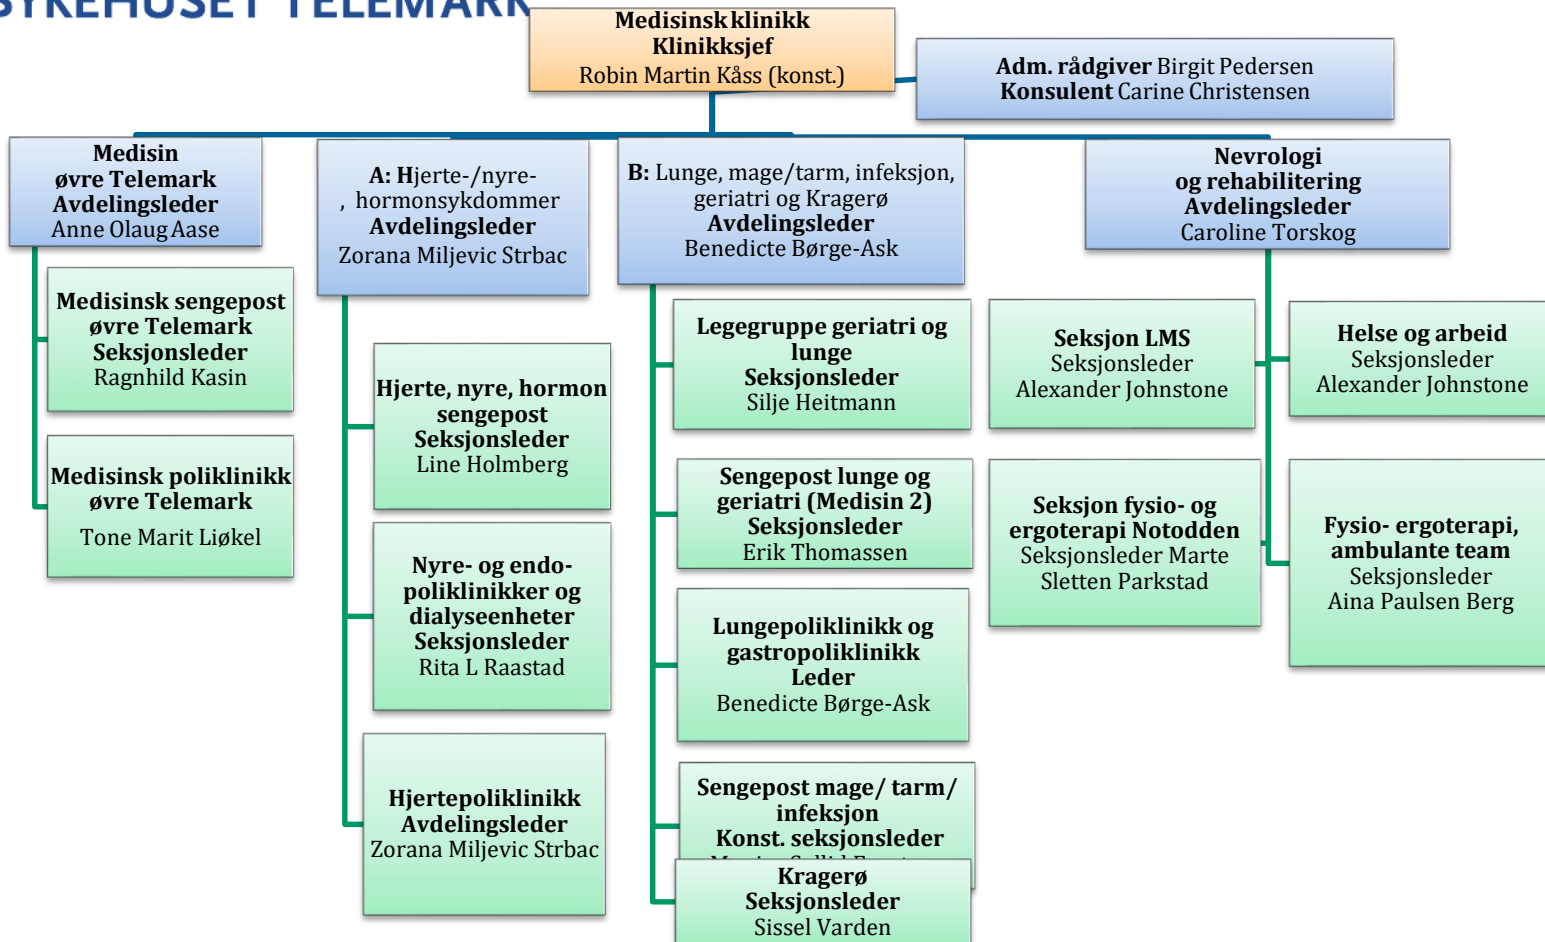 SYKEHUSET TELEMARK
Medisinsk klinikk
Klinikksjef
Robin Martin Kåss (konst.)
Adm. rådgiver Birgit Pedersen
Konsulent Carine Christensen
Medisin
øvre Telemark
Avdelingsleder
Anne Olaug Aase
Medisinsk sengepost
øvre Telemark
Seksjonsleder
Ragnhild Kasin
Medisinsk poliklinikk
øvre Telemark
Tone Marit Liøkel
A: Hjerte-/nyre-
, hormonsykdommer
Avdelingsleder
Zorana Miljevic Strbac
Hjerte, nyre, hormon
sengepost
Seksjonsleder
Line Holmberg
Nyre- og endo-
poliklinikker og
dialyseenheter
Seksjonsleder
Rita L Raastad
Hjertepoliklinikk
Avdelingsleder
Zorana Miljevic Strbac
B: Lunge, mage/tarm, infeksjon,
geriatri og Kragerø
Avdelingsleder
Benedicte Børge-Ask
Legegruppe geriatri og
lunge
Seksjonsleder
Silje Heitmann
Sengepost lunge og
geriatri (Medisin 2)
Seksjonsleder
Erik Thomassen
Lungepoliklinikk og
gastropoliklinikk
Leder
Benedicte Børge-Ask
Sengepost mage/ tarm/
infeksjon
Konst. seksjonsleder
Kragerø
Seksjonsleder
Sissel Varden
Nevrologi
og rehabilitering
Avdelingsleder
Caroline Torskog
Seksjon LMS
Seksjonsleder
Alexander Johnstone
Helse og arbeid
Seksjonsleder
Alexander Johnstone
Seksjon fysio- og
ergoterapi Notodden
Seksjonsleder Marte
Sletten Parkstad
Fysio- ergoterapi,
ambulante team
Seksjonsleder
Aina Paulsen Berg